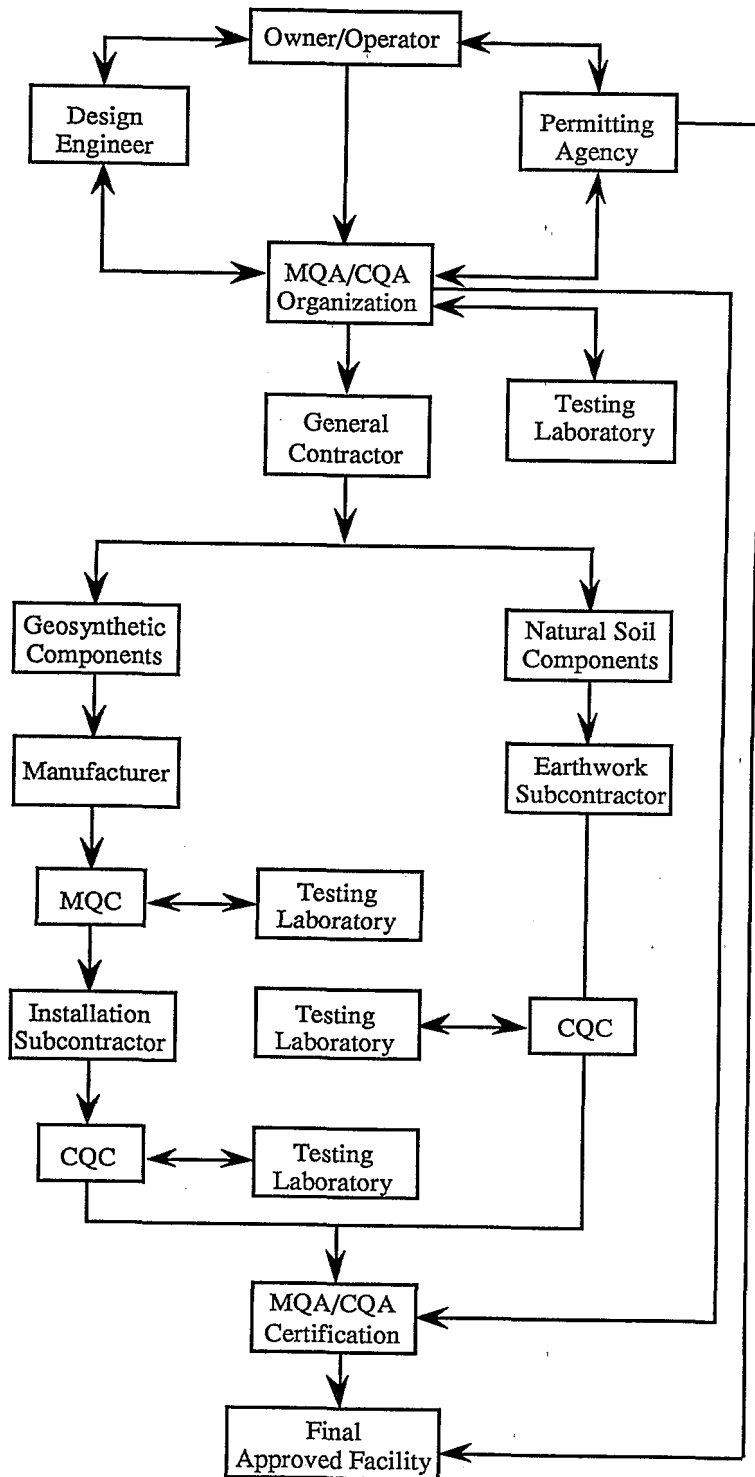 Owner/Operator
Design
Engineer
Permitting
Agency
MQA/CQA
Organization
General
Contractor
Testing
Laboratory
Geosynthetic
Components
Natural Soil
Components
Manufacturer
Earthwork
Subcontractor
MQC
Testing
Laboratory
Installation
Subcontractor
Testing
Laboratory
CQC
CQC
Testing
Laboratory
MQA/CQA
Certification
Final
Approved Facility